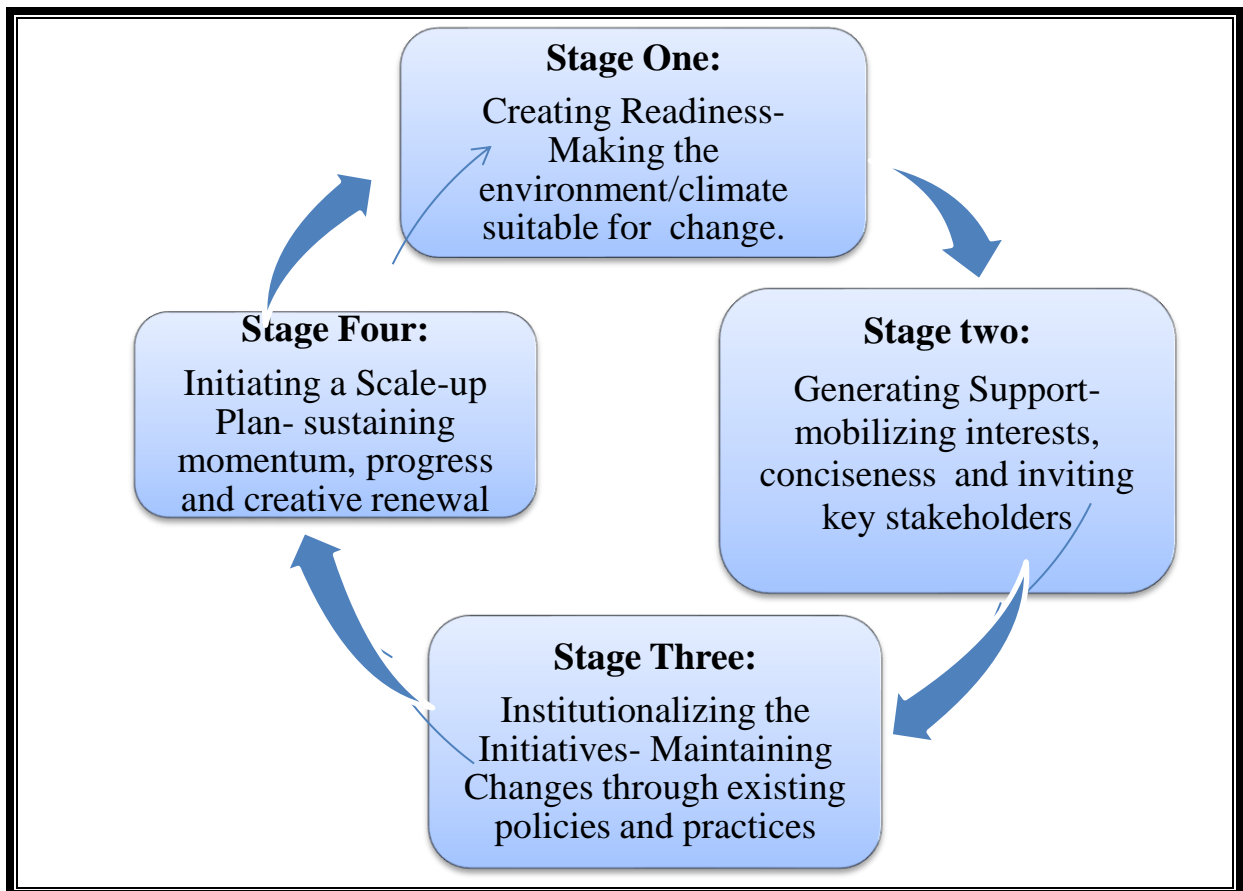 Stage One:
Creating Readiness-
Making the
environment/climate
suitable for change.
Stage two:
Generating Support-
mobilizing interests,
conciseness and inviting
key stakeholders
Stage Three:
Institutionalizing the
Initiatives- Maintaining
Changes through existing
policies and practices
Stage Four:
Initiating a Scale-up
Plan- sustaining
momentum, progress
and creative renewal